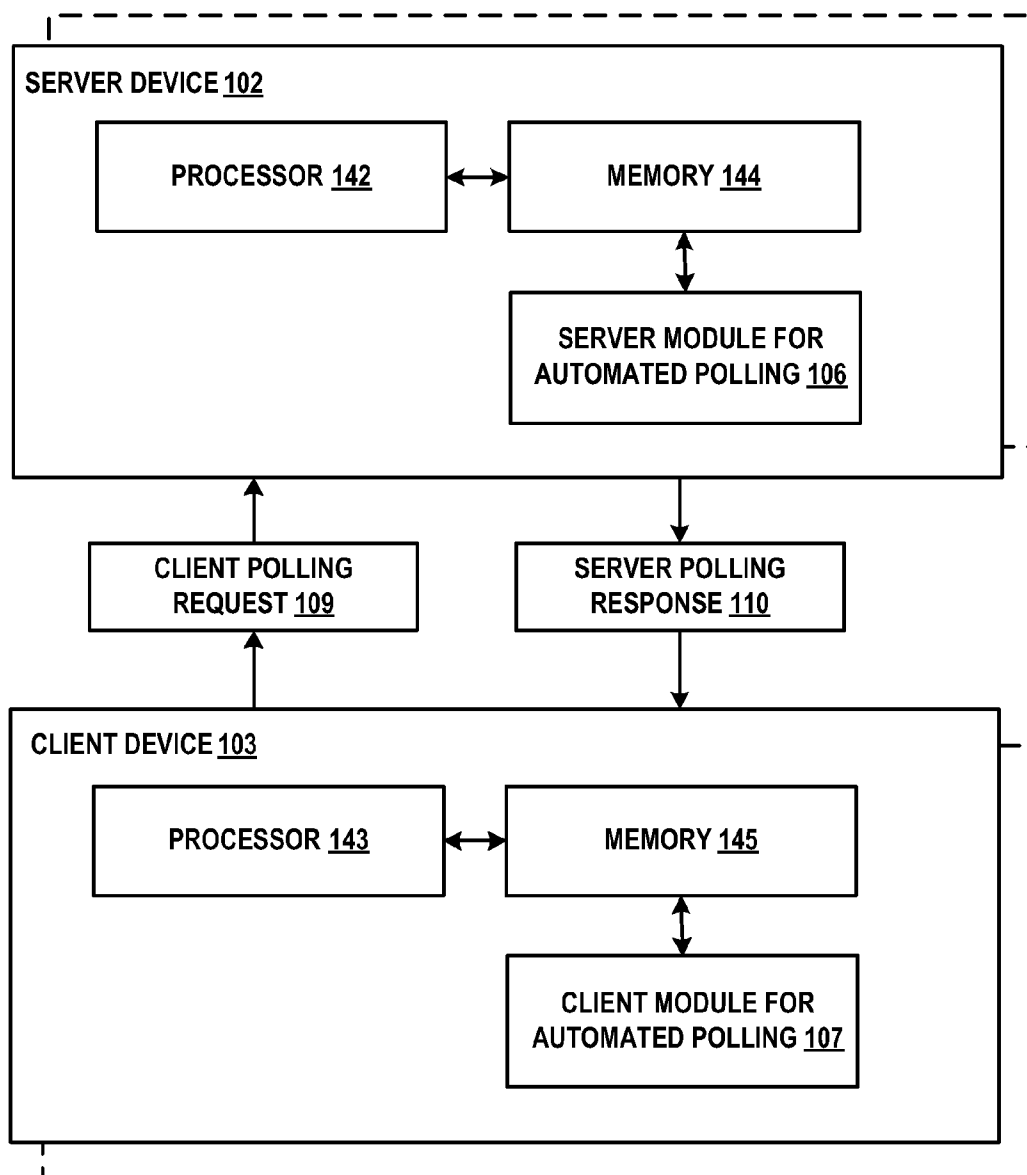 SERVER DEVICE 102
PROCESSOR 142
MEMORY 144
SERVER MODULE FOR
AUTOMATED POLLING 106
CLIENT POLLING
REQUEST 109
SERVER POLLING
RESPONSE 110
CLIENT DEVICE 103
PROCESSOR 143
MEMORY 145
CLIENT MODULE FOR
AUTOMATED POLLING 107